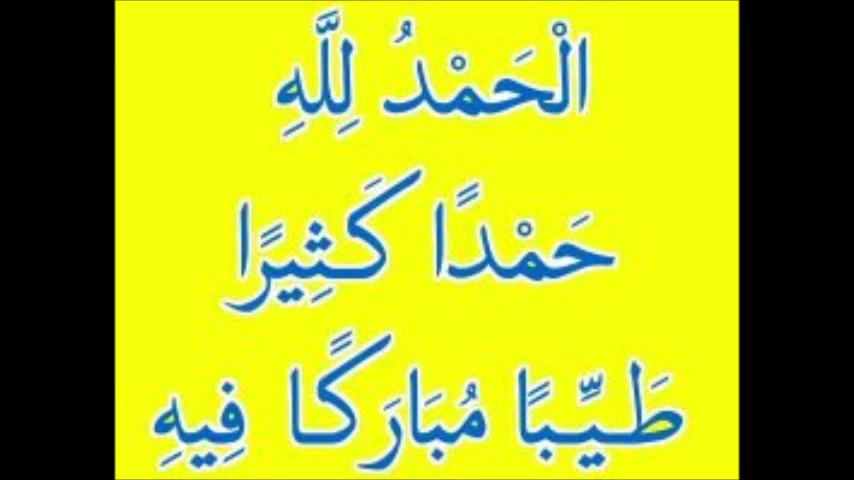 الْحَمْدُ لِلَّهِ
حَمْدًا كَثِيرًا
طَيِّبًا مُبَارَكًا فِيهِ